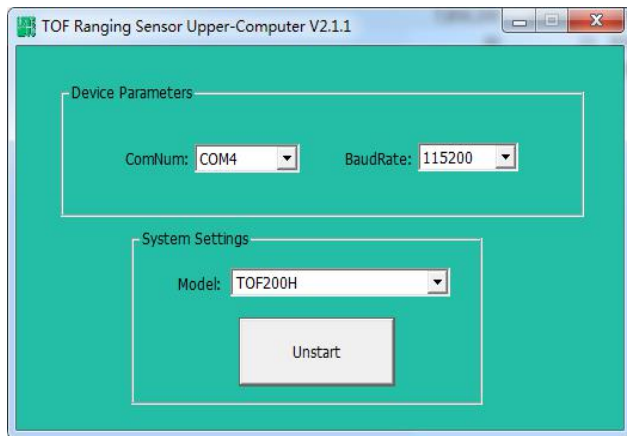 TOF Ranging Sensor Upper-Computer V2.1.1
Device Parameters
ComNum: COM4 BaudRate: 115200
System Settings
Model: TOF200H
Unstart